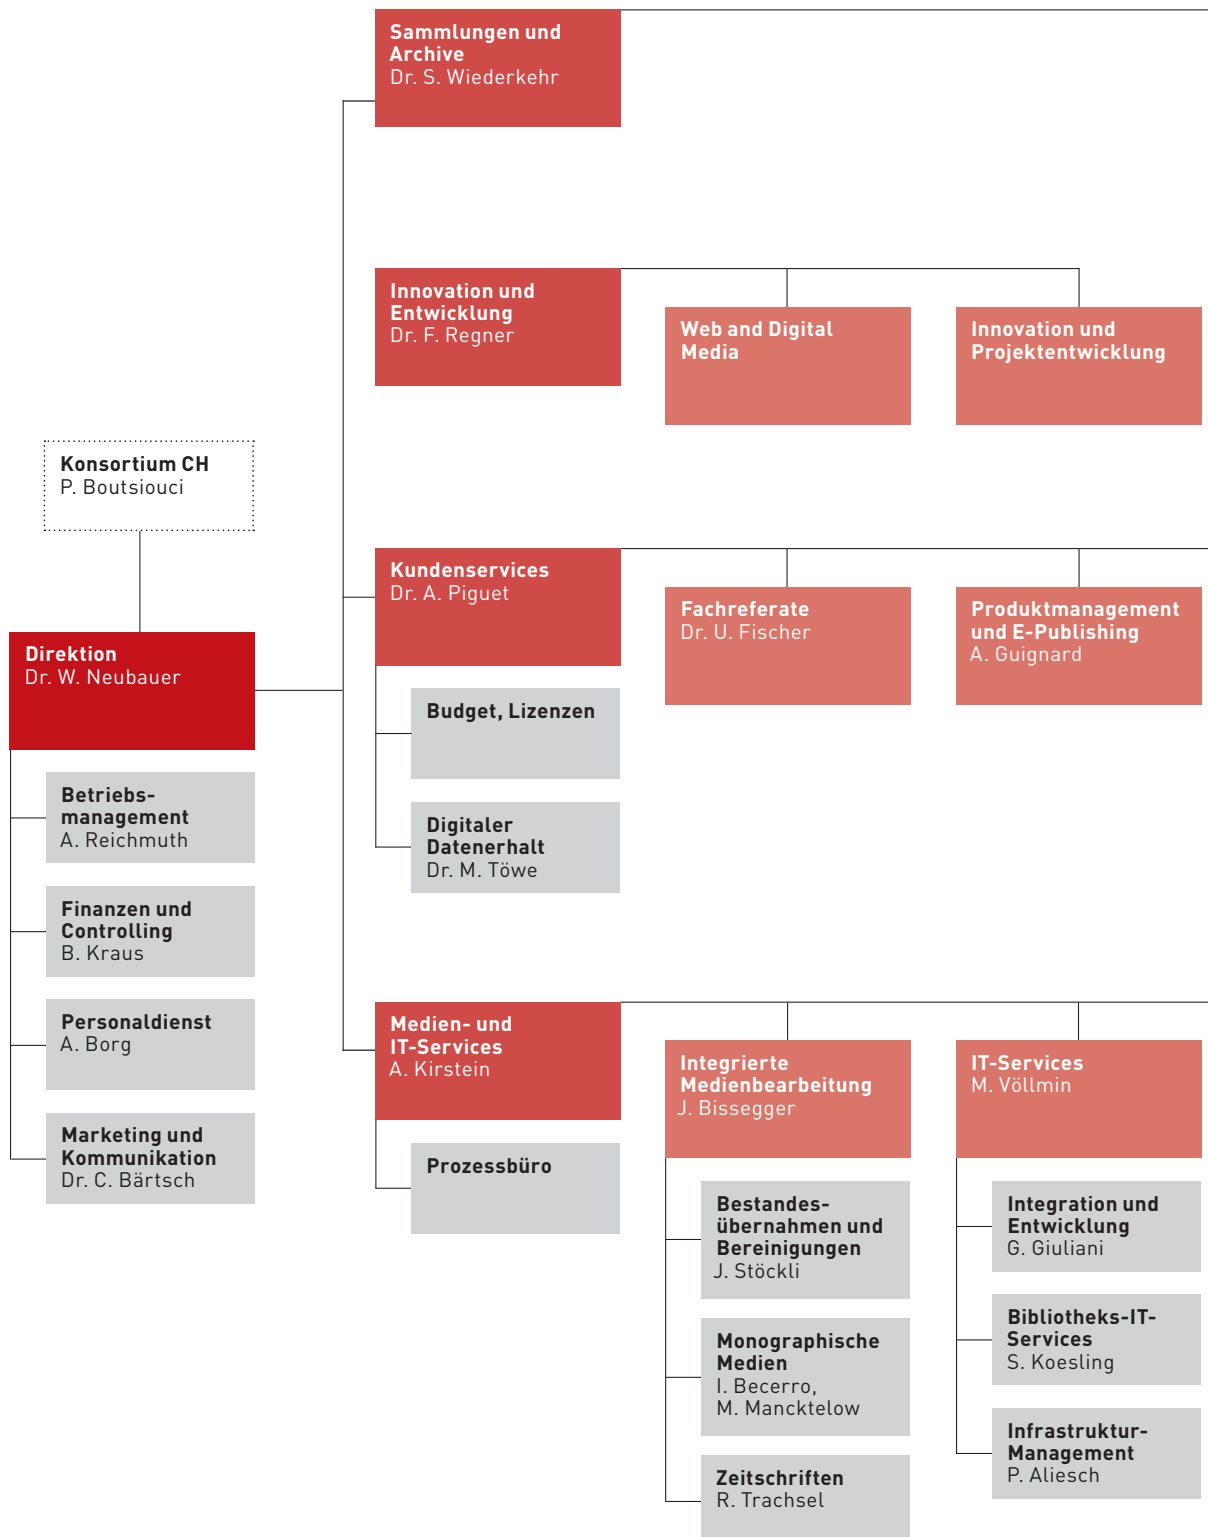 Sammlungen und
Archive
Dr. S. Wiederkehr
Innovation und
Entwicklung
Dr. F. Regner
Web and Digital
Media
Innovation und
Projektentwicklung
Konsortium CH
P. Boutsiouci
Kundenservices
Dr. A. Piguet
Fachreferate
Dr. U. Fischer
Produktmanagement
und E-Publishing
A. Guignard
Direktion
Dr. W. Neubauer
Budget, Lizenzen
Digitaler
Datenerhalt
Dr. M. Töwe
Betriebs-
management
A. Reichmuth
Finanzen und
Controlling
B. Kraus
Personaldienst
A. Borg
Marketing und
Kommunikation
Dr. C. Bärtsch
Medien- und
IT-Services
A. Kirstein
Prozessbüro
Integrierte
Medienbearbeitung
J. Bissegger
Bestandes-
übernahmen und
Bereinigungen
J. Stöckli
Monographische
Medien
I. Becerro,
M. Mancktelow
Zeitschriften
R. Trachsel
IT-Services
M. Völlmin
Integration und
Entwicklung
G. Giuliani
Bibliotheks-IT-
Services
S. Koesling
Infrastruktur-
Management
P. Aliesch